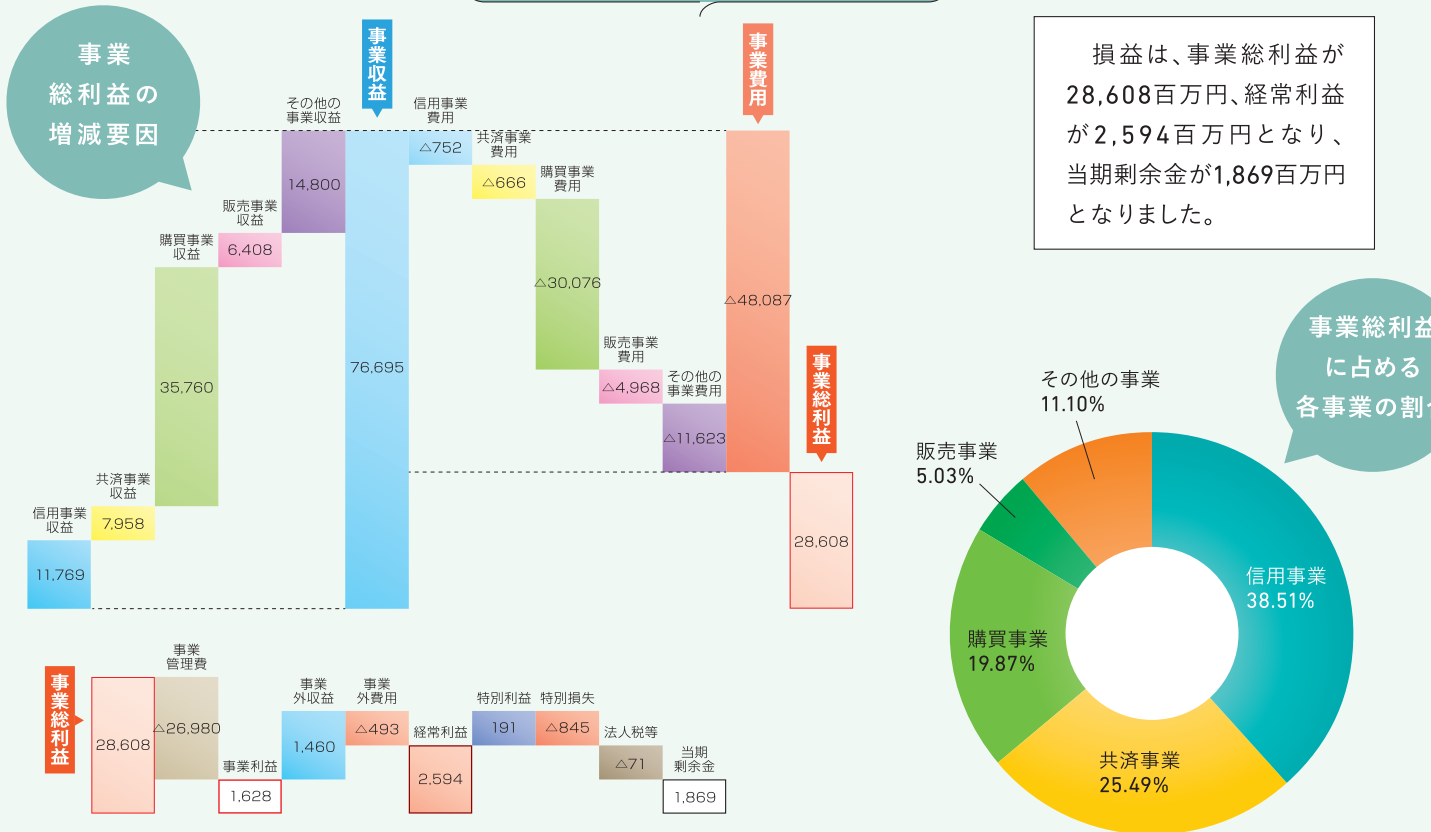 事業
総利益の
増減要因
事業収益
事業費用
その他の
事業収益
14,800
信用事業
費用
△752
共済事業
費用
△666
購買事業
費用
△30,076
販売事業
収益
6,408
購買事業
収益
35,760
76,695
△48,087
販売事業
費用
△4,968
その他の
事業費用
△11,623
事業総利益
28,608
共済事業
収益
7,958
信用事業
収益
11,769
事業総利益
28,608
事業
管理費
△26,980
事業利益
1,628
事業
外収益
1,460
事業
外費用
△493
経常利益
2,594
特別利益
191
特別損失
△845
法人税等
△71
当期
剰余金
1,869
損益は、事業総利益が
28,608百万円、経常利益
が2,594百万円となり、
当期剰余金が1,869百万円
となりました。
事業総利益
に占める
各事業の割
その他の事業
11.10%
販売事業
5.03%
信用事業
38.51%
購買事業
19.87%
共済事業
25.49%